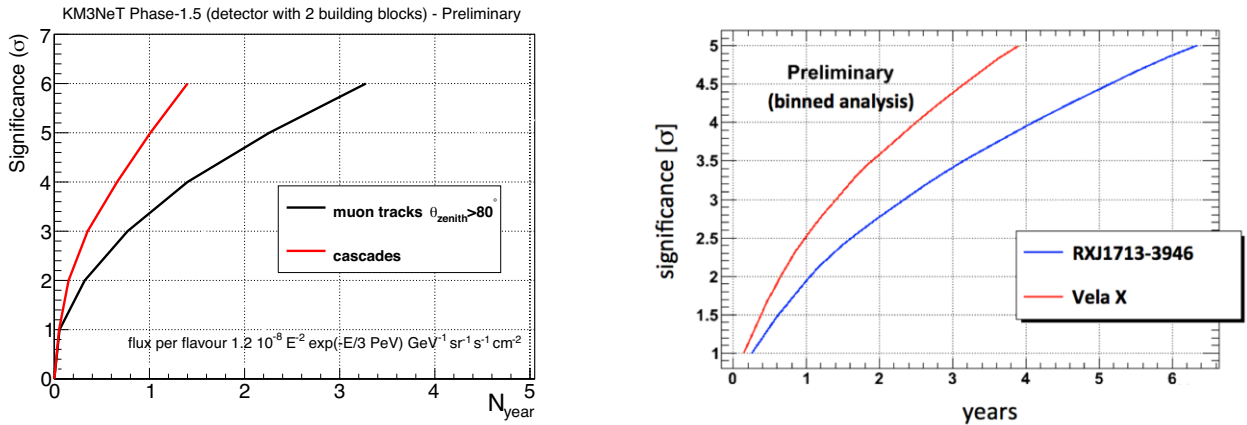 KM3NeT Phase-1.5 (detector with 2 building blocks) - Preliminary
Significance (σ)
7
6
5
4
3
2
1
0
muon tracks θzenith>80°
cascades
flux per flavour 1.2 10⁻⁸ E⁻² exp(-E/3 PeV) GeV⁻¹ sr⁻¹ s⁻¹ cm⁻²
0 1 2 3 4 5
Nyear
significance [σ]
5
4.5
4
3.5
3
2.5
2
1.5
1
Preliminary
(binned analysis)
RXJ1713-3946
Vela X
0 1 2 3 4 5 6
years